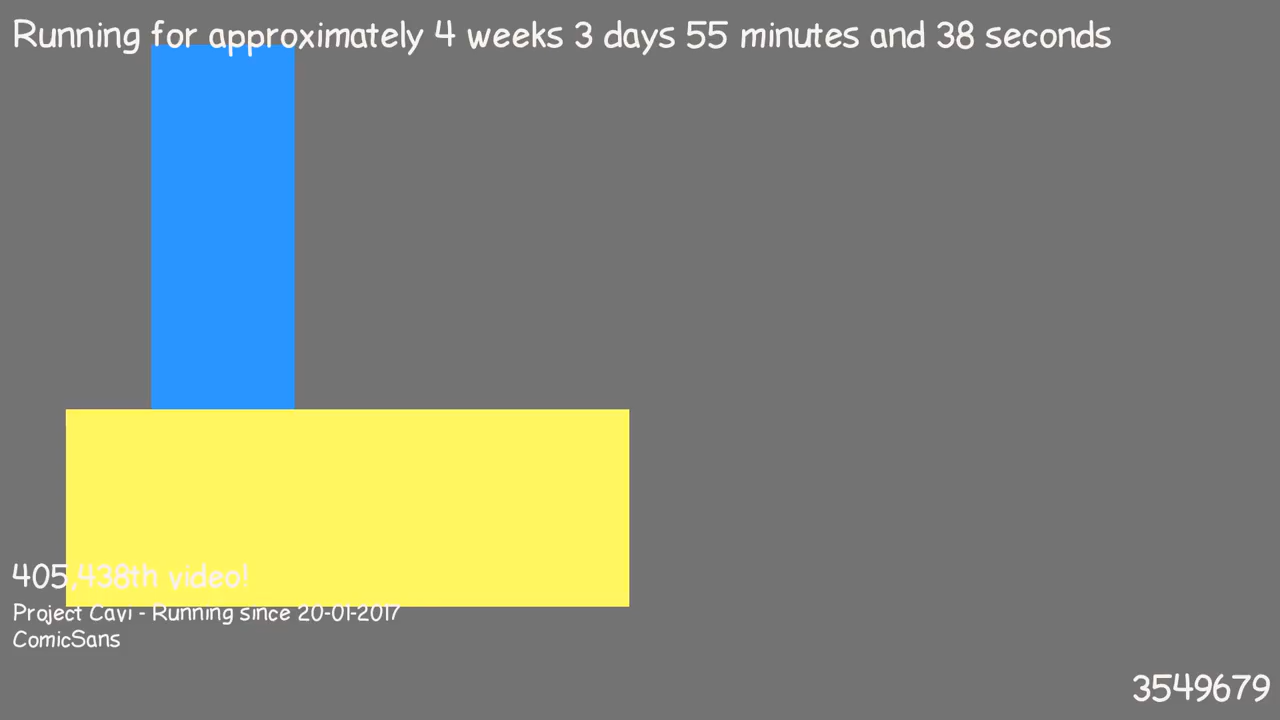 Running for approximately 4 weeks 3 days 55 minutes and 38 seconds
405,438th video!
Project Cavi - Running since 20-01-2017
ComicSans
3549679